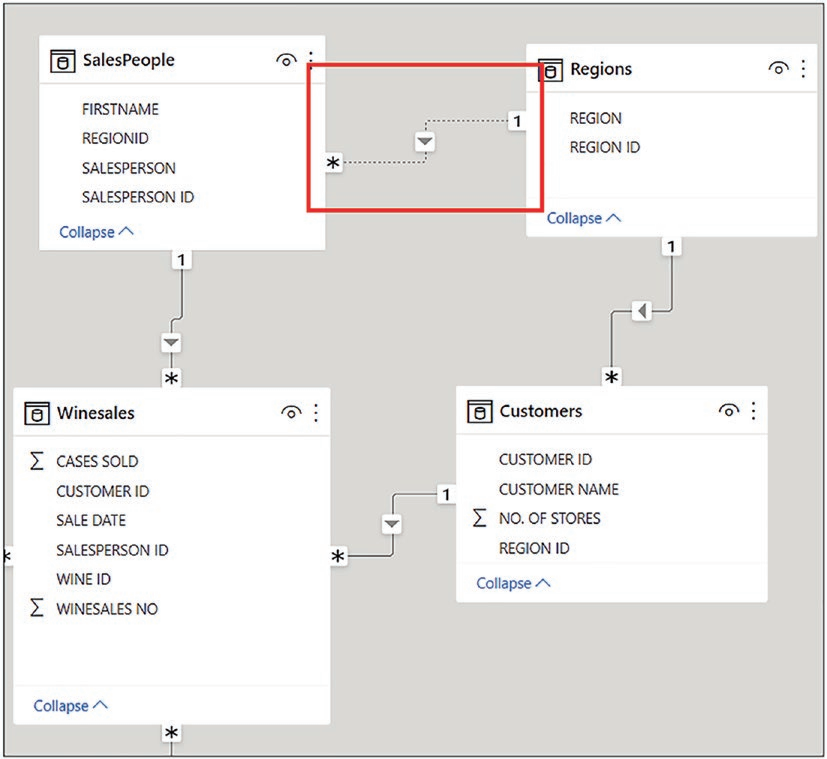 SalesPeople
FIRSTNAME
REGIONID
SALESPERSON
SALESPERSON ID
Collapse
Regions
REGION
REGION ID
Collapse
1
*
1
*
1
*
Winesales
Σ CASES SOLD
CUSTOMER ID
SALE DATE
SALESPERSON ID
WINE ID
Σ WINESALES NO
Collapse
Customers
CUSTOMER ID
CUSTOMER NAME
Σ NO. OF STORES
REGION ID
Collapse
1
*
*
*